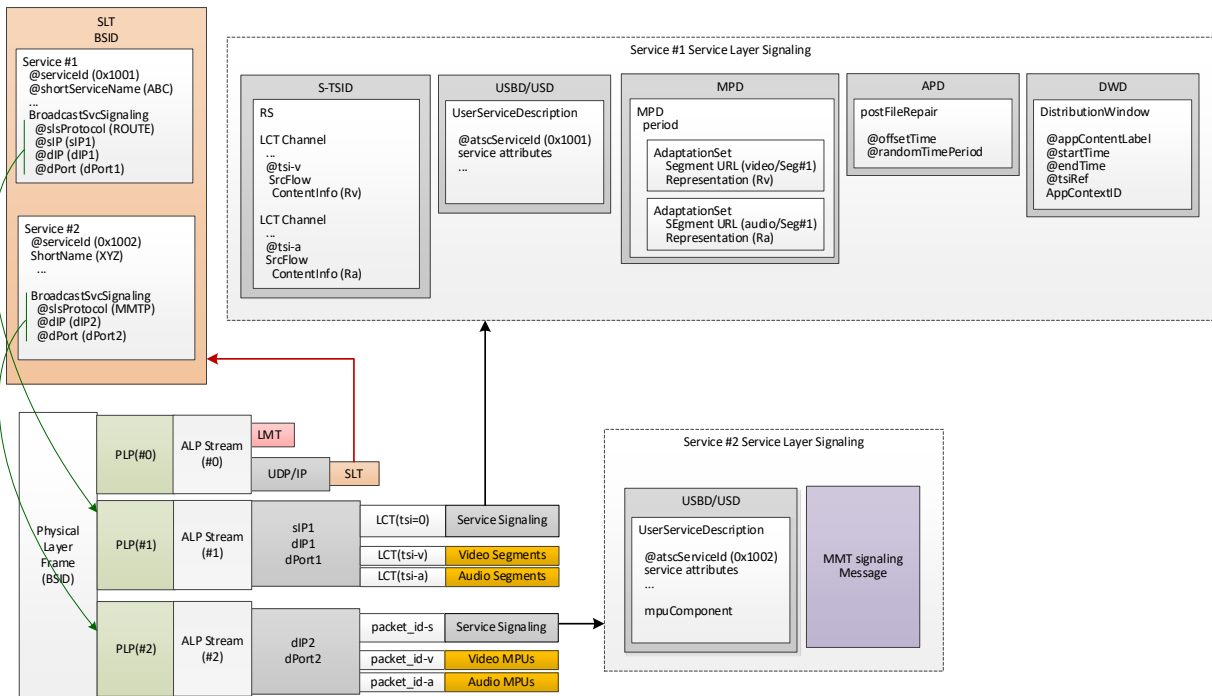 SLT
BSID
Service #1
@serviceId (0x1001)
@shortServiceName (ABC)
...
BroadcastSvcSignaling
@slsProtocol (ROUTE)
@sIP (sIP1)
@dIP (dIP1)
@dPort (dPort1)
Service #2
@serviceId (0x1002)
ShortName (XYZ)
...
BroadcastSvcSignaling
@slsProtocol (MMTP)
@dIP (dIP2)
@dPort (dPort2)
Service #1 Service Layer Signaling
S-TSID
RS
LCT Channel
...
@tsi-v
SrcFlow
ContentInfo (Rv)
LCT Channel
...
@tsi-a
SrcFlow
ContentInfo (Ra)
USBD/USD
UserServiceDescription
@atscServiceId (0x1001)
service attributes
...
MPD
MPD
period
AdaptationSet
Segment URL (video/Seg#1)
Representation (Rv)
AdaptationSet
SEgment URL (audio/Seg#1)
Representation (Ra)
APD
postFileRepair
@offsetTime
@randomTimePeriod
DWD
DistributionWindow
@appContentLabel
@startTime
@endTime
@tsiRef
AppContextID
Physical
Layer
Frame
(BSID)
PLP(#0)
ALP Stream
(#0)
LMT
UDP/IP
SLT
PLP(#1)
ALP Stream
(#1)
sIP1
dIP1
dPort1
LCT(tsi=0)
Service Signaling
LCT(tsi-v)
Video Segments
LCT(tsi-a)
Audio Segments
PLP(#2)
ALP Stream
(#2)
dIP2
dPort2
packet_id-s
Service Signaling
packet_id-v
Video MPUs
packet_id-a
Audio MPUs
Service #2 Service Layer Signaling
USBD/USD
UserServiceDescription
@atscServiceId (0x1002)
service attributes
...
mpuComponent
MMT signaling
Message